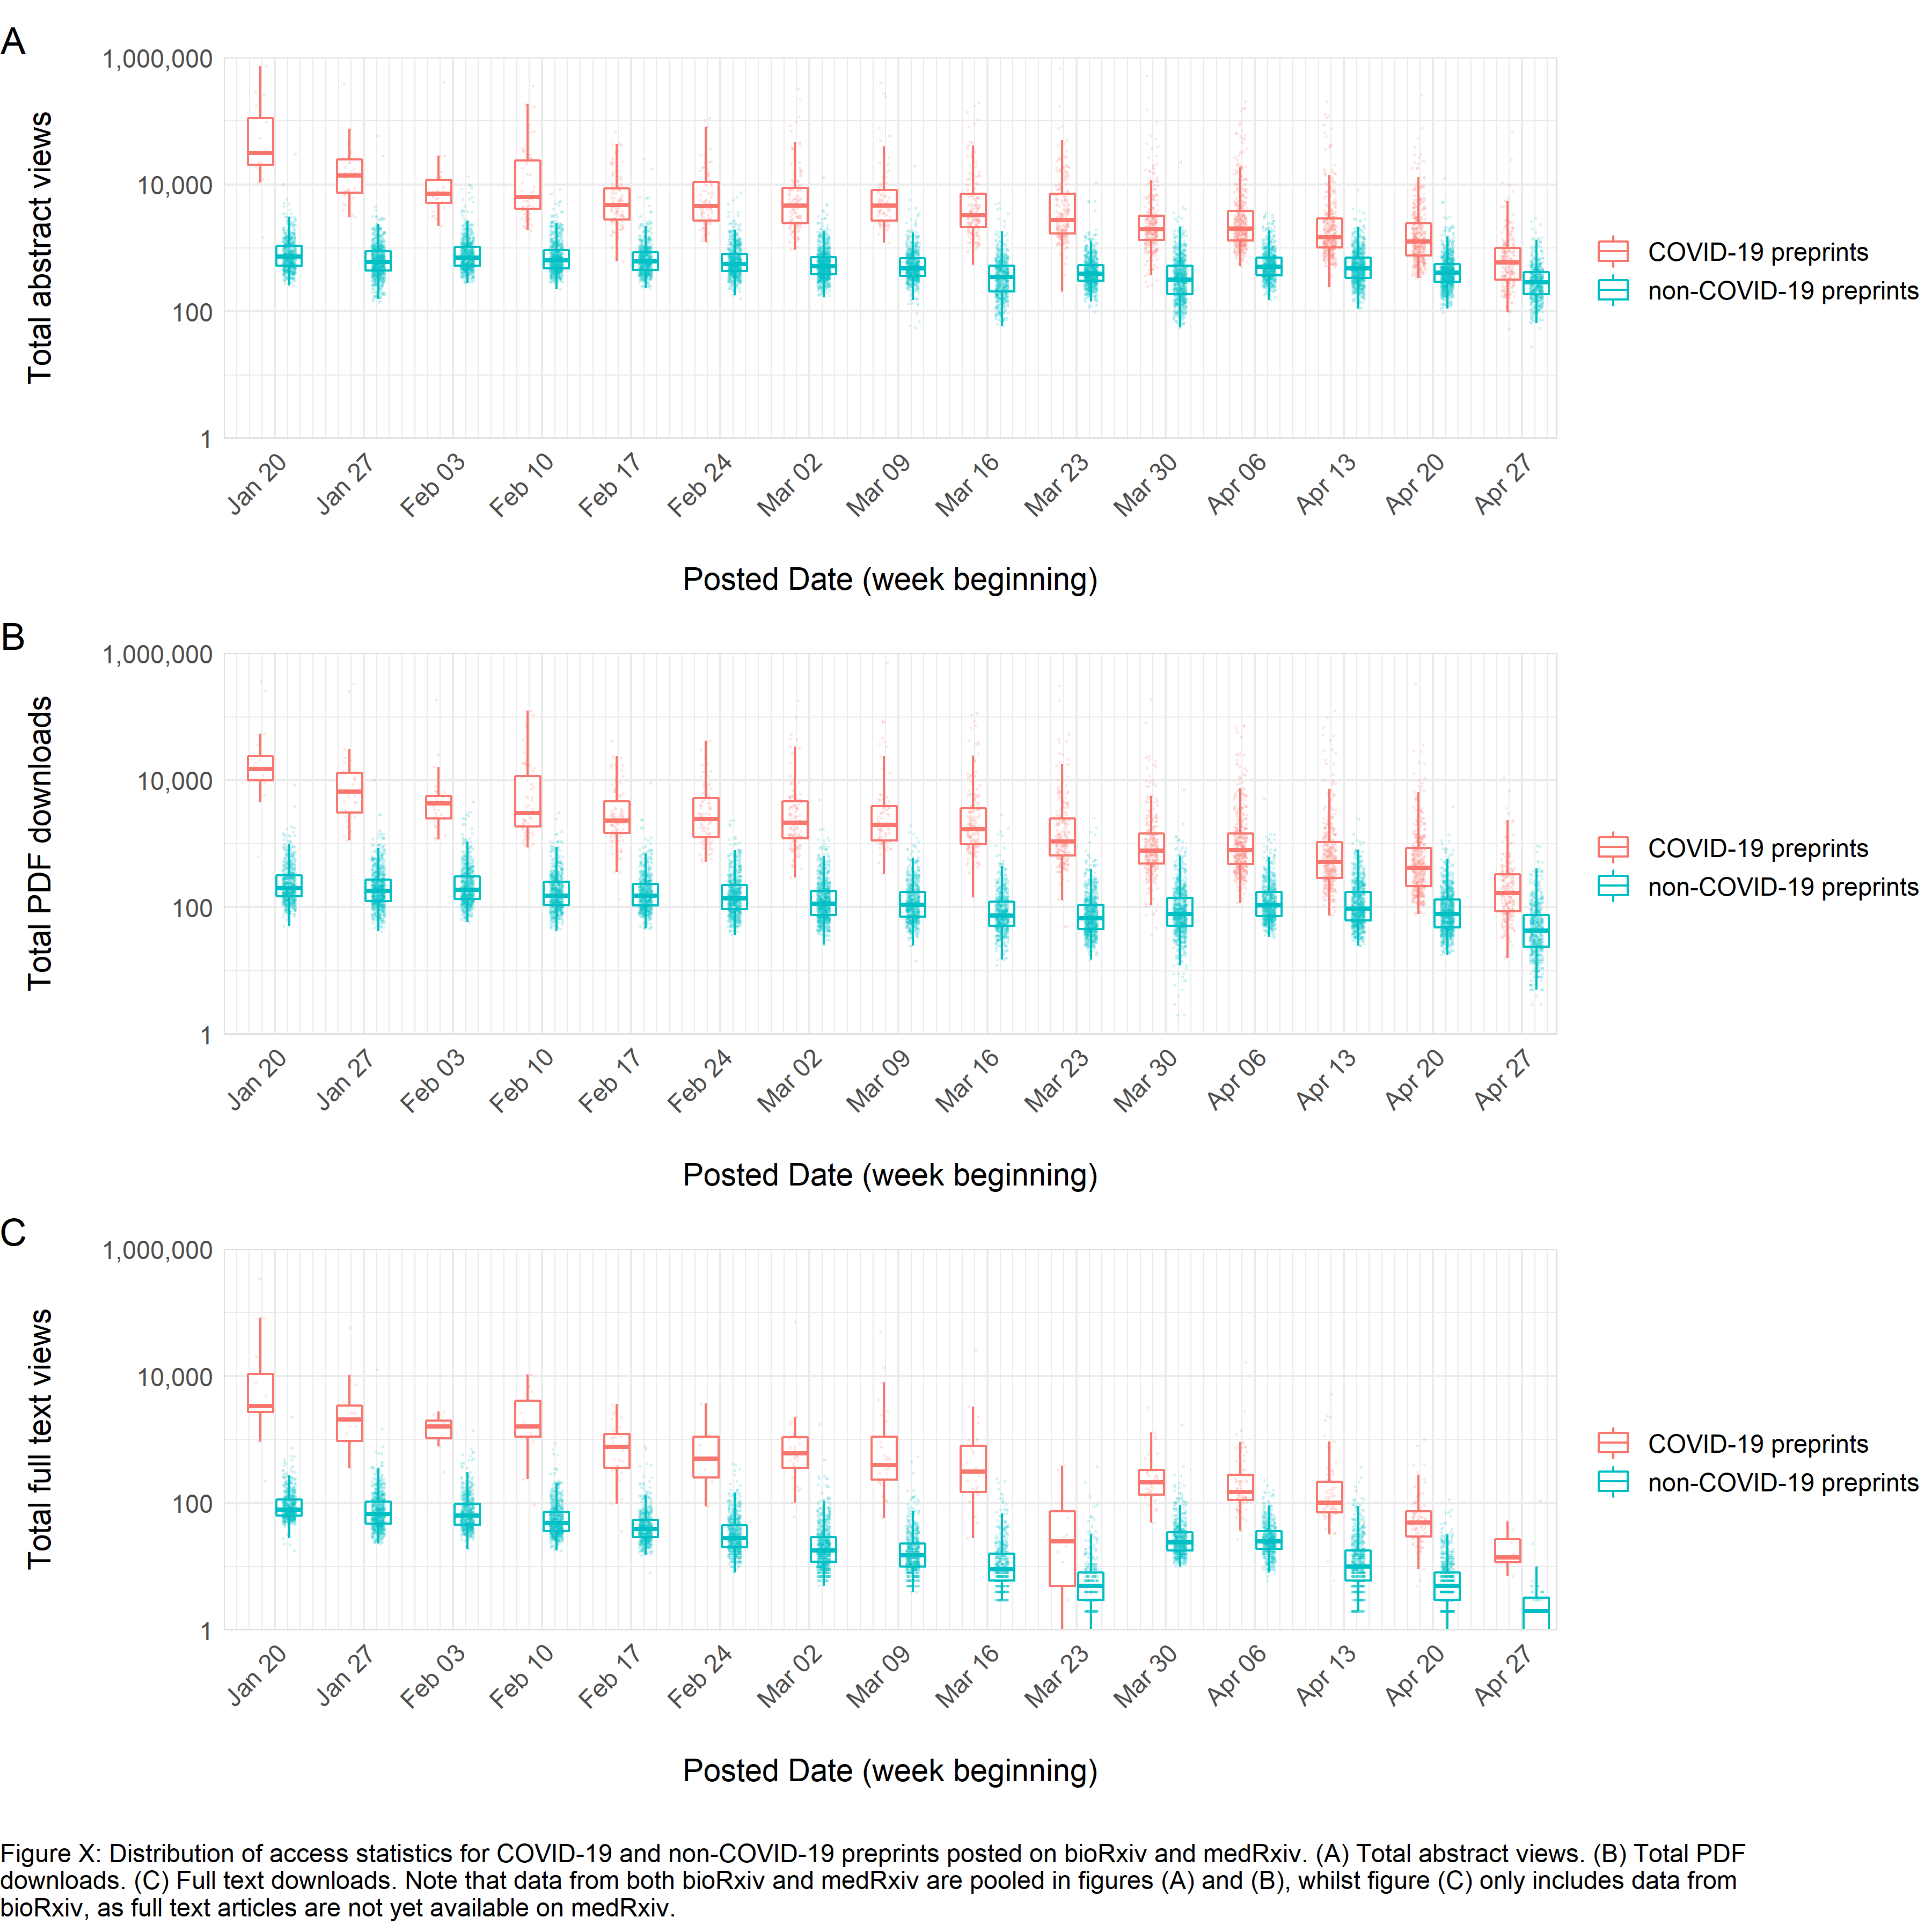 A
1,000,000
10,000
100
1
Total abstract views
Jan 20
Jan 27
Feb 03
Feb 10
Feb 17
Feb 24
Mar 02
Mar 09
Mar 16
Mar 23
Mar 30
Apr 06
Apr 13
Apr 20
Apr 27
Posted Date (week beginning)
COVID-19 preprints
non-COVID-19 preprints
B
1,000,000
10,000
100
1
Total PDF downloads
Jan 20
Jan 27
Feb 03
Feb 10
Feb 17
Feb 24
Mar 02
Mar 09
Mar 16
Mar 23
Mar 30
Apr 06
Apr 13
Apr 20
Apr 27
Posted Date (week beginning)
COVID-19 preprints
non-COVID-19 preprints
C
1,000,000
10,000
100
1
Total full text views
Jan 20
Jan 27
Feb 03
Feb 10
Feb 17
Feb 24
Mar 02
Mar 09
Mar 16
Mar 23
Mar 30
Apr 06
Apr 13
Apr 20
Apr 27
Posted Date (week beginning)
COVID-19 preprints
non-COVID-19 preprints
Figure X: Distribution of access statistics for COVID-19 and non-COVID-19 preprints posted on bioRxiv and medRxiv. (A) Total abstract views. (B) Total PDF
downloads. (C) Full text downloads. Note that data from both bioRxiv and medRxiv are pooled in figures (A) and (B), whilst figure (C) only includes data from
bioRxiv, as full text articles are not yet available on medRxiv.